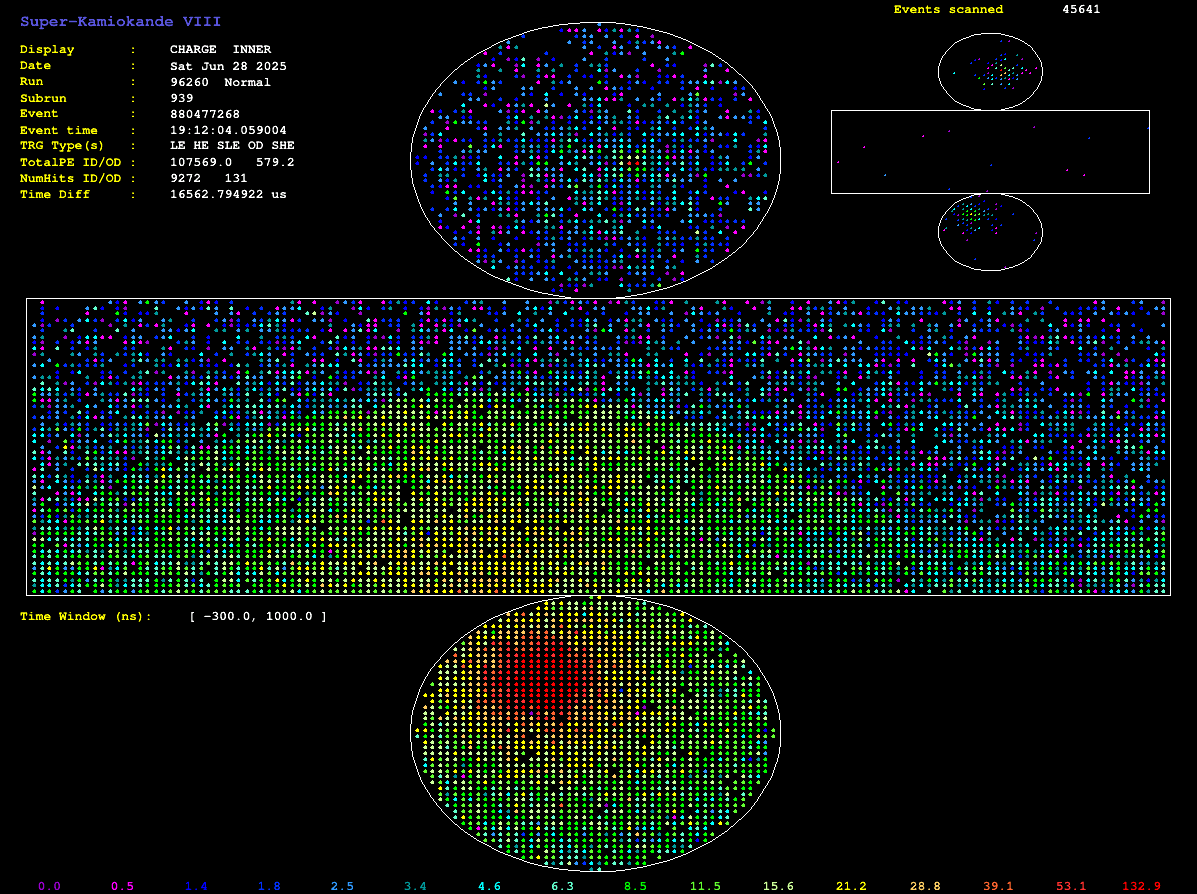 Super-Kamiokande VIII
Events scanned 45641
Display : CHARGE INNER
Date : Sat Jun 28 2025
Run : 96260 Normal
Subrun : 939
Event : 880477268
Event time : 19:12:04.059004
TRG Type(s) : LE HE SLE OD SHE
TotalPE ID/OD : 107569.0 579.2
NumHits ID/OD : 9272 131
Time Diff : 16562.794922 us
Time Window (ns): [ -300.0, 1000.0 ]
0.0 0.5 1.4 1.8 2.5 3.4 4.6 6.3 8.5 11.5 15.6 21.2 28.8 39.1 53.1 132.9